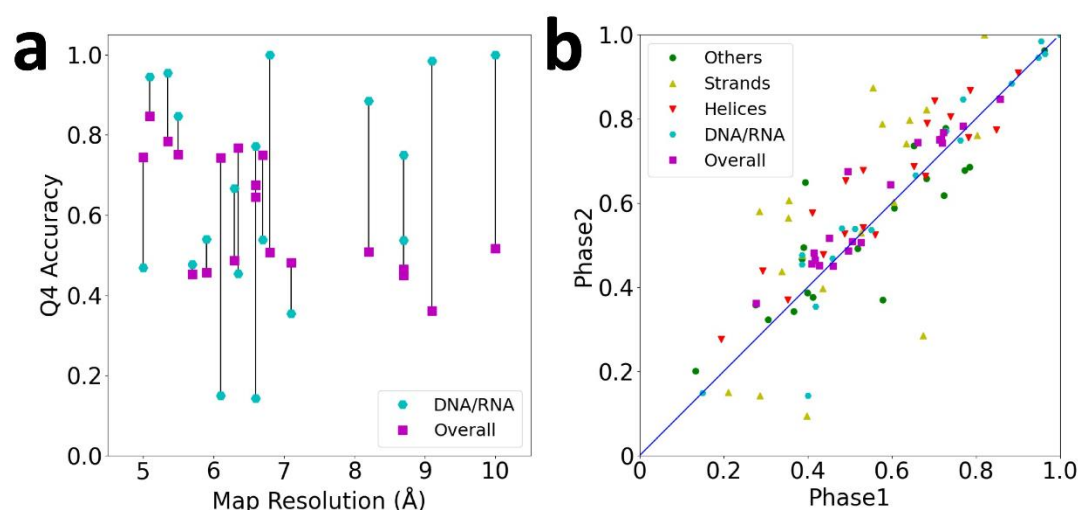 a
1.0
0.8
0.6
0.4
0.2
0.0
Q4 Accuracy
5 6 7 8 9 10
Map Resolution (Å)
DNA/RNA
Overall
b
1.0
0.8
0.6
0.4
0.2
0
Phase2
0 0.2 0.4 0.6 0.8 1.0
Phase1
Others
Strands
Helices
DNA/RNA
Overall